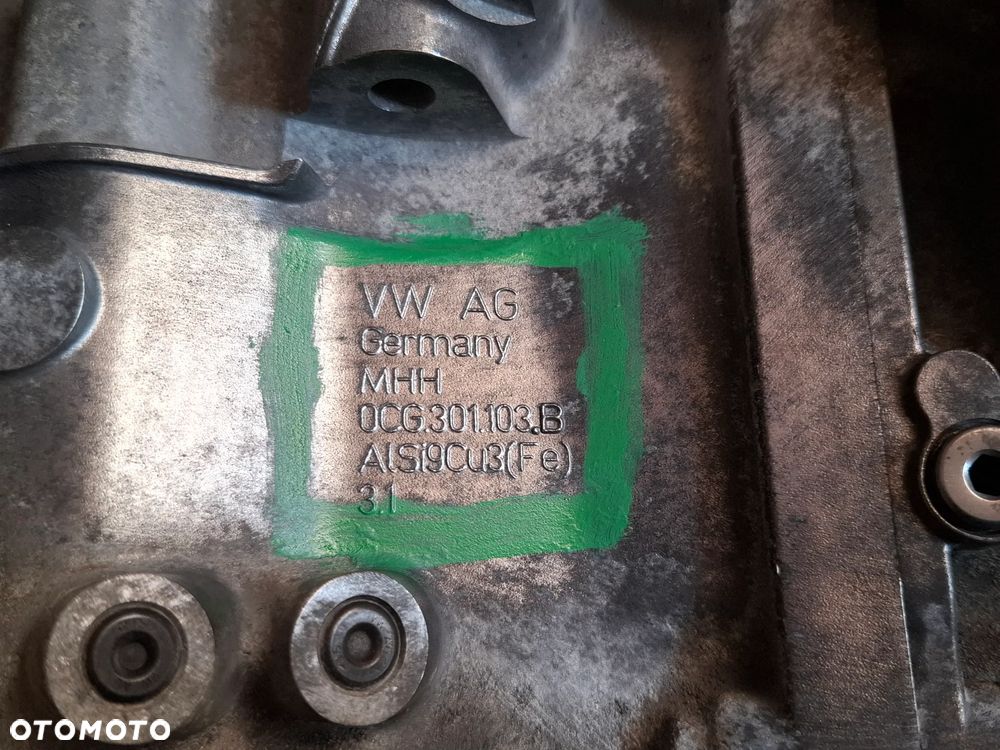 VW AG
Germany
MHH
0CG.301.103.B
AlSi9Cu3(Fe)
3.1
OTOMOTO